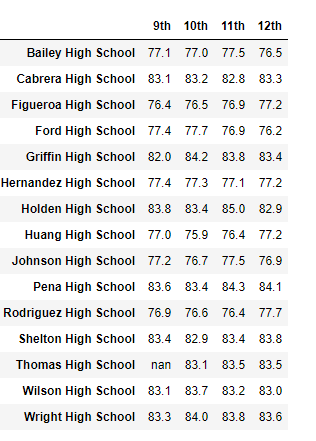 9th 10th 11th 12th
Bailey High School 77.1 77.0 77.5 76.5
Cabrera High School 83.1 83.2 82.8 83.3
Figueroa High School 76.4 76.5 76.9 77.2
Ford High School 77.4 77.7 76.9 76.2
Griffin High School 82.0 84.2 83.8 83.4
Hernandez High School 77.4 77.3 77.1 77.2
Holden High School 83.8 83.4 85.0 82.9
Huang High School 77.0 75.9 76.4 77.2
Johnson High School 77.2 76.7 77.5 76.9
Pena High School 83.6 83.4 84.3 84.1
Rodriguez High School 76.9 76.6 76.4 77.7
Shelton High School 83.4 82.9 83.4 83.8
Thomas High School nan 83.1 83.5 83.5
Wilson High School 83.1 83.7 83.2 83.0
Wright High School 83.3 84.0 83.8 83.6